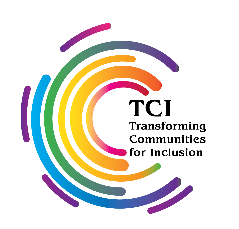 TCI
Transforming
Communities
for Inclusion